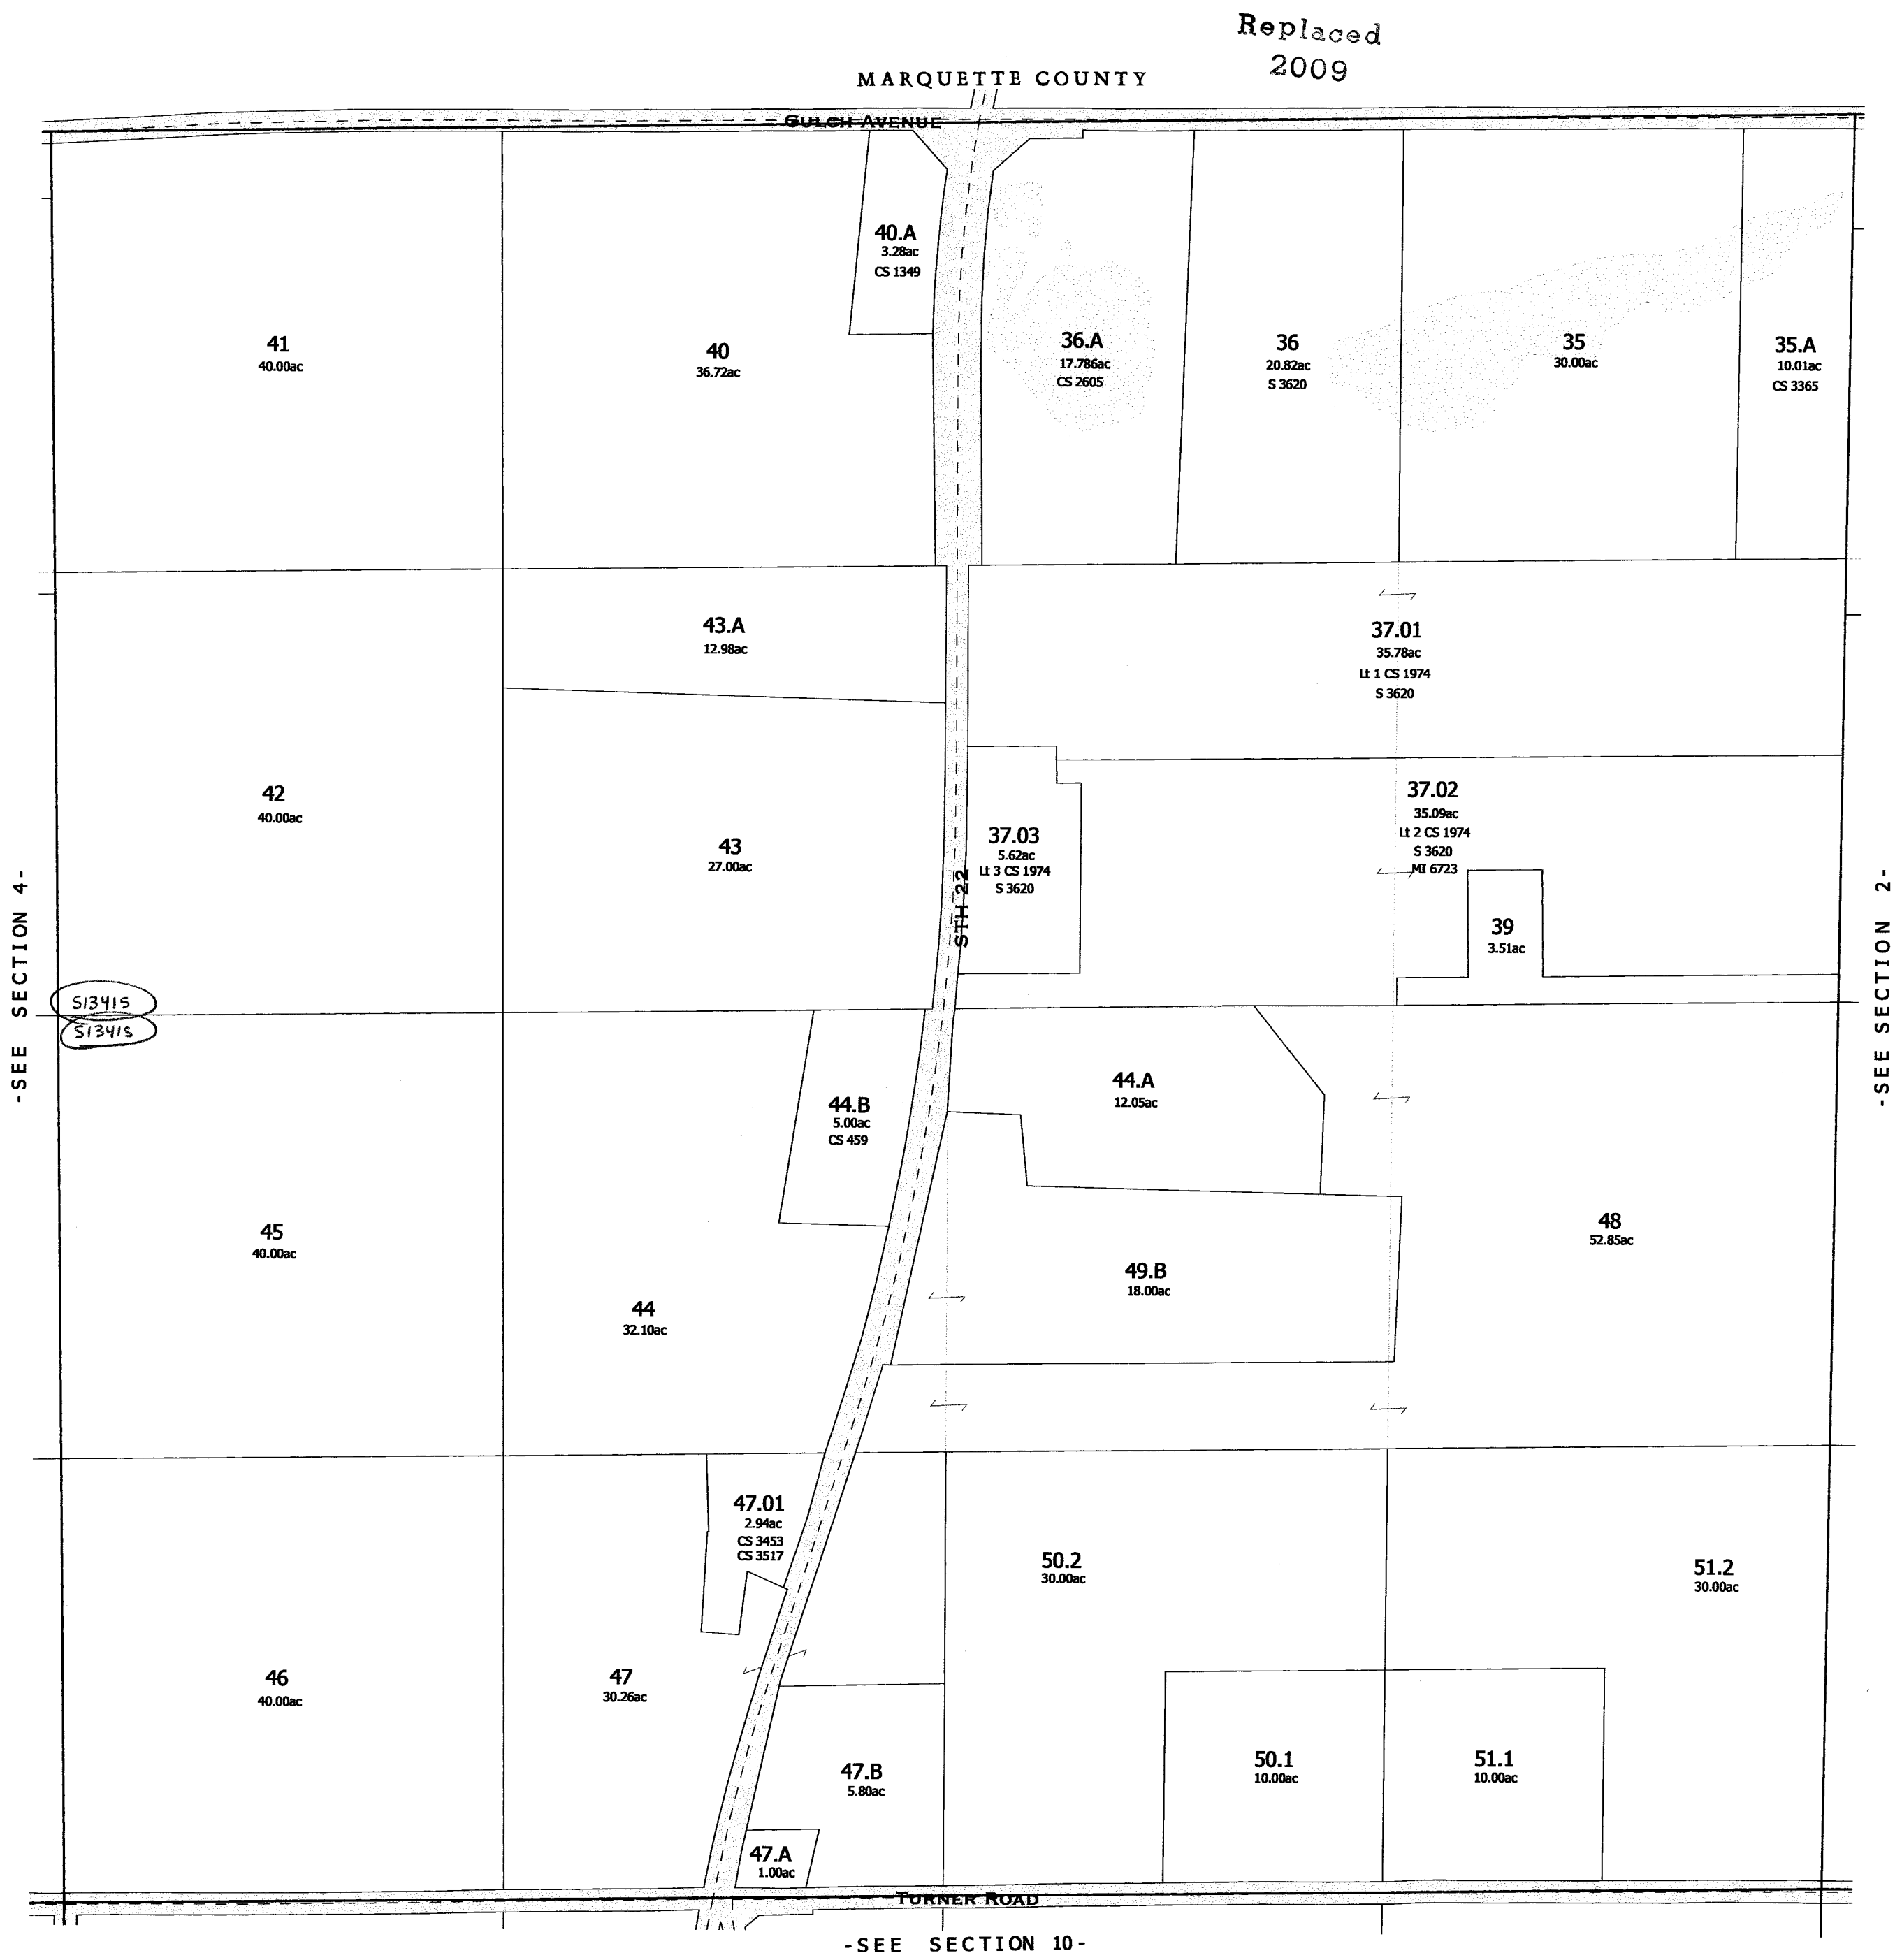 Replaced
2009
MARQUETTE COUNTY
GULCH AVENUE
40.A
3.28ac
CS 1349
41
40.00ac
40
36.72ac
36.A
17.786ac
CS 2605
36
20.82ac
S 3620
35
30.00ac
35.A
10.01ac
CS 3365
43.A
12.98ac
37.01
35.78ac
Lt 1 CS 1974
S 3620
42
40.00ac
43
27.00ac
37.03
5.62ac
Lt 3 CS 1974
S 3620
37.02
35.09ac
Lt 2 CS 1974
S 3620
MI 6723
39
3.51ac
STH 22
-SEE SECTION 4-
-SEE SECTION 2-
S13415
S13415
44.B
5.00ac
CS 459
44.A
12.05ac
45
40.00ac
44
32.10ac
49.B
18.00ac
48
52.85ac
47.01
2.94ac
CS 3453
CS 3517
50.2
30.00ac
51.2
30.00ac
46
40.00ac
47
30.26ac
47.B
5.80ac
50.1
10.00ac
51.1
10.00ac
47.A
1.00ac
TURNER ROAD
-SEE SECTION 10-